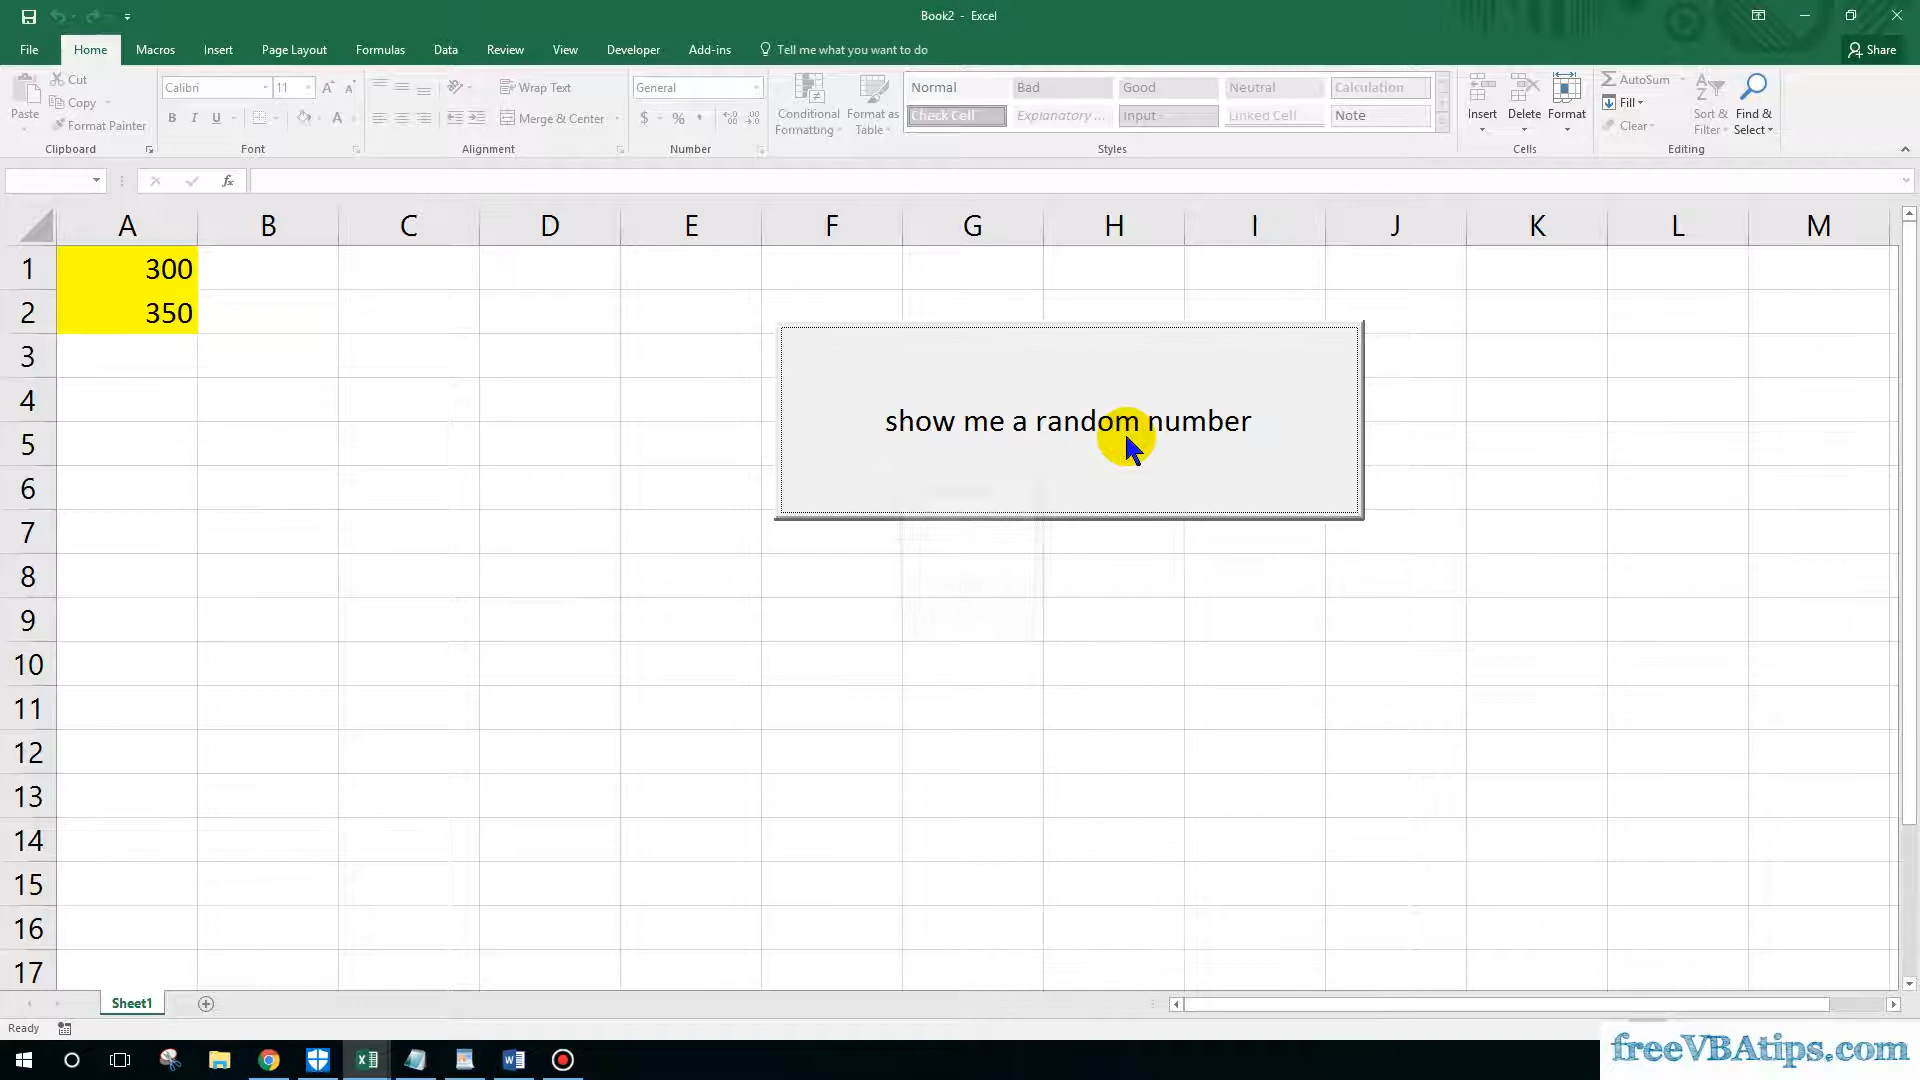 Book2 - Excel
File Home Macros Insert Page Layout Formulas Data Review View Developer Add-ins Tell me what you want to do Share
Paste
Cut
Copy
Format Painter
Clipboard
Calibri 11
B I U A
Font
Wrap Text
Merge & Center
Alignment
General
$ % ,
Number
Conditional Formatting
Format as Table
Normal Bad Good Neutral Calculation
Check Cell Explanatory ... Input Linked Cell Note
Styles
Insert Delete Format
Cells
AutoSum
Fill
Clear
Sort & Filter
Find & Select
Editing
fx
A B C D E F G H I J K L M
1 300
2 350
3
4
show me a random number
5
6
7
8
9
10
11
12
13
14
15
16
17
Sheet1
Ready
freeVBAtips.com